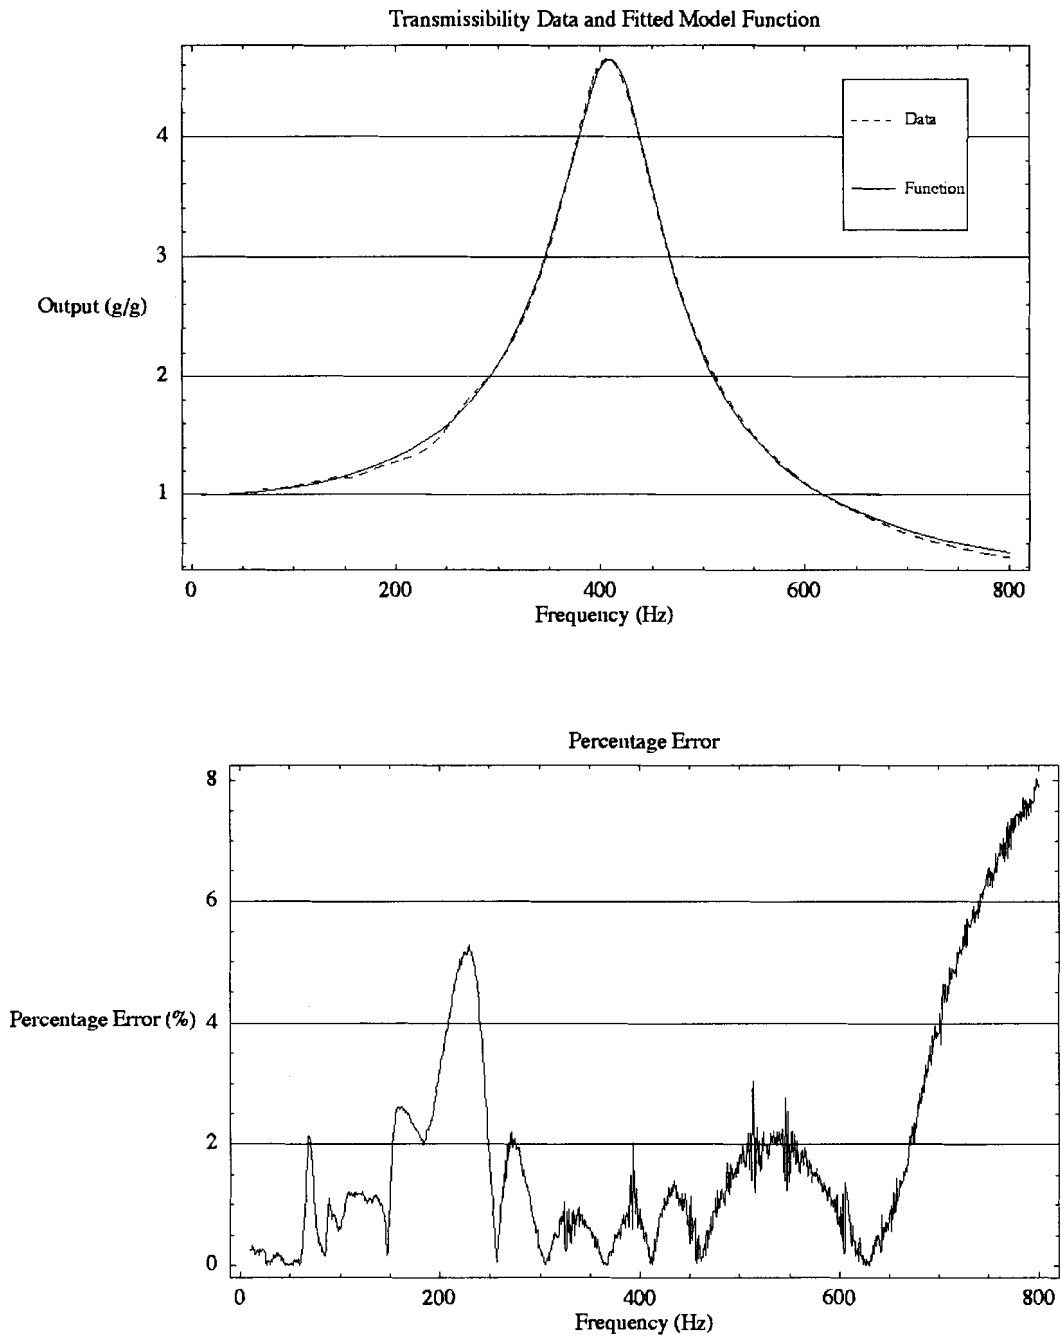 Transmissibility Data and Fitted Model Function
4
3
2
1
Output (g/g)
Data
Function
0 200 400 600 800
Frequency (Hz)
Percentage Error
8
6
4
2
0
Percentage Error (%)
0 200 400 600 800
Frequency (Hz)